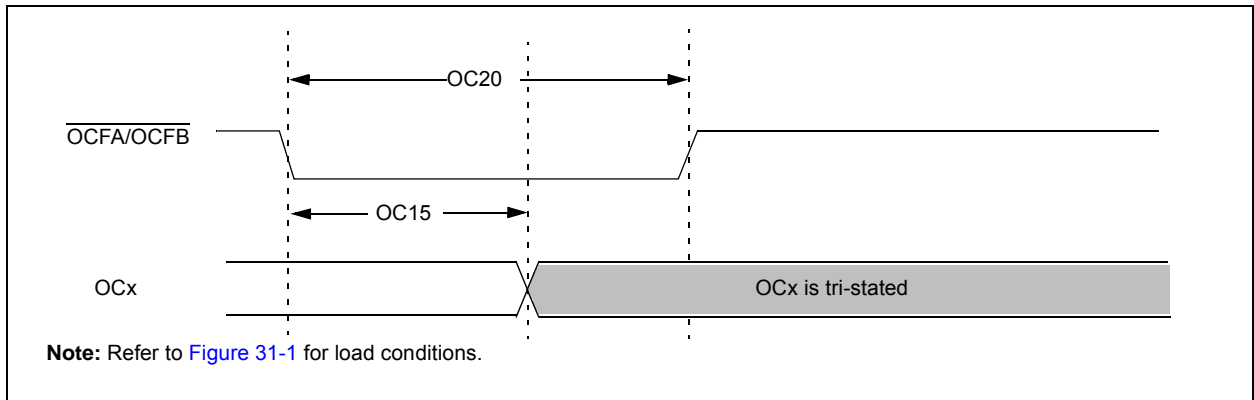 OC20
OCFA/OCFB
OC15
OCx
OCx is tri-stated
Note: Refer to Figure 31-1 for load conditions.